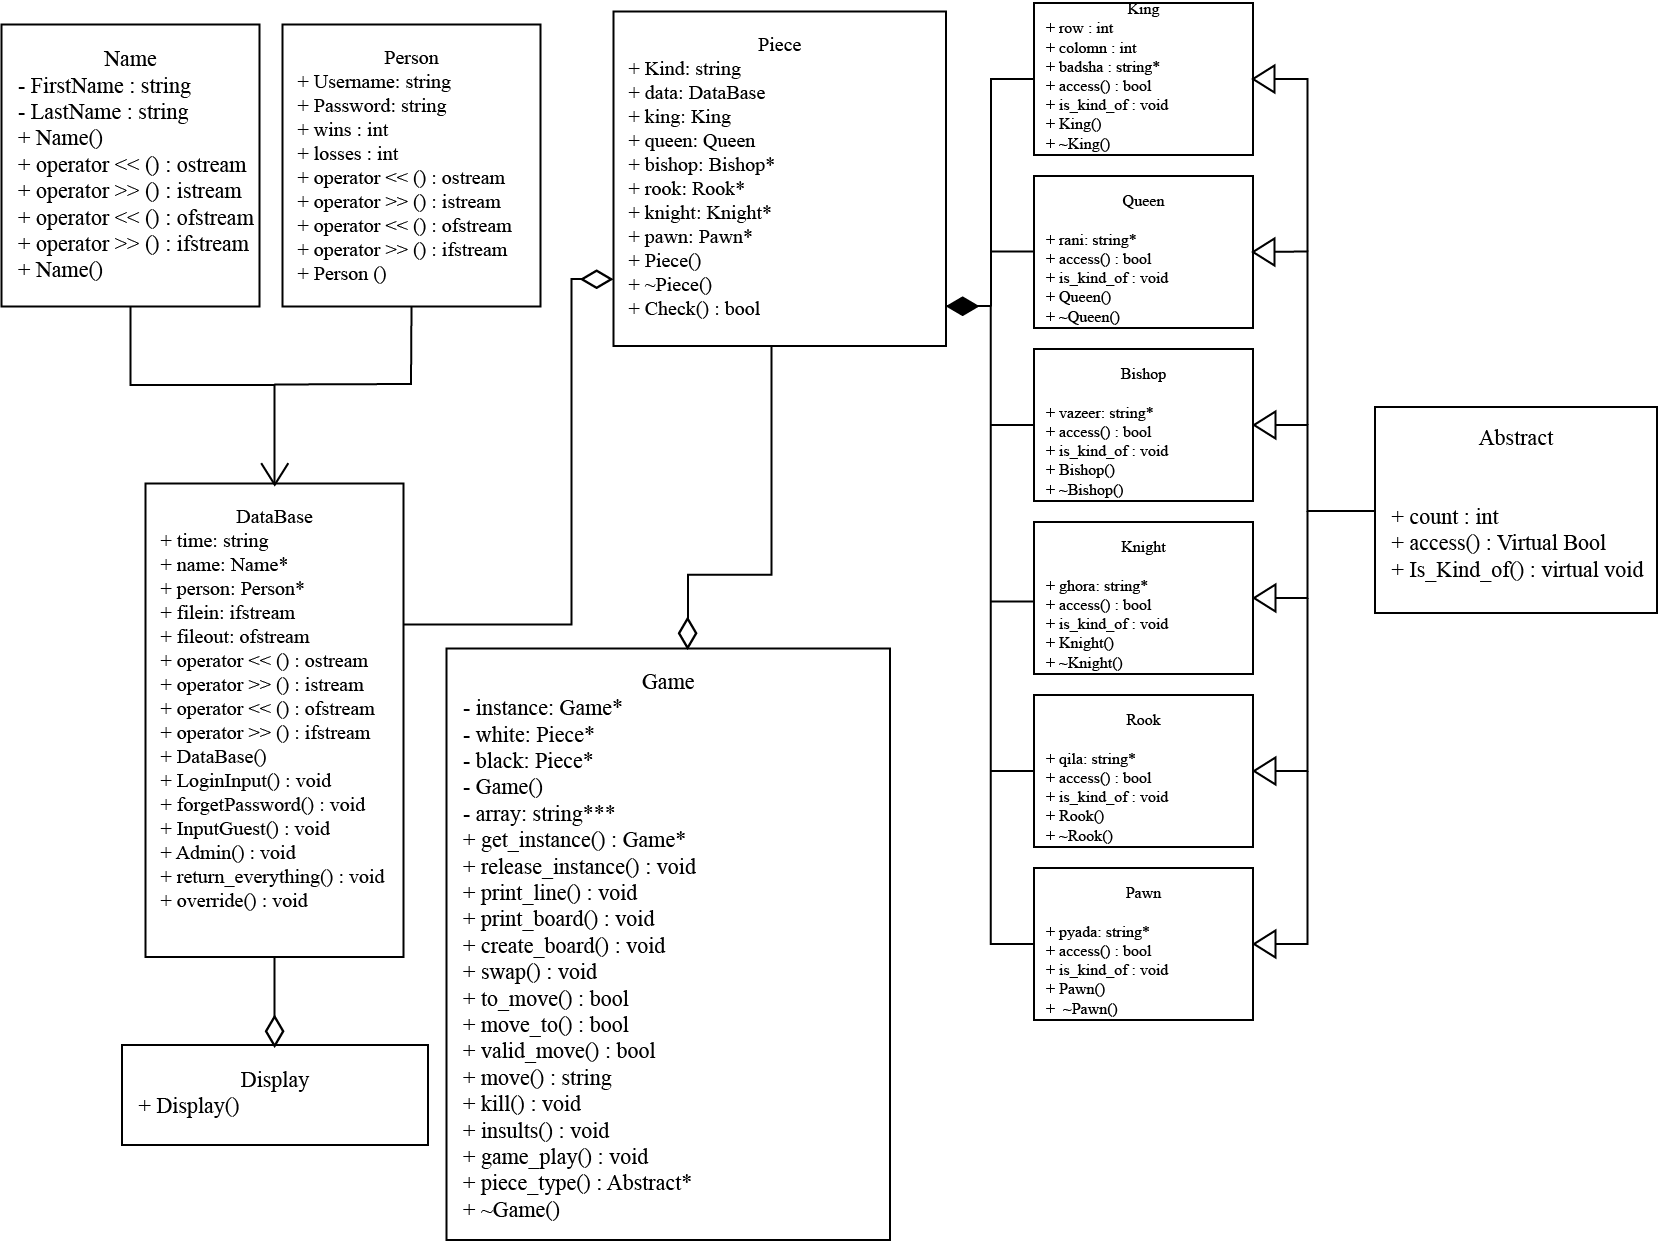 Name
- FirstName : string
- LastName : string
+ Name()
+ operator << () : ostream
+ operator >> () : istream
+ operator << () : ofstream
+ operator >> () : ifstream
+ Name()
Person
+ Username: string
+ Password: string
+ wins : int
+ losses : int
+ operator << () : ostream
+ operator >> () : istream
+ operator << () : ofstream
+ operator >> () : ifstream
+ Person ()
Piece
+ Kind: string
+ data: DataBase
+ king: King
+ queen: Queen
+ bishop: Bishop*
+ rook: Rook*
+ knight: Knight*
+ pawn: Pawn*
+ Piece()
+ ~Piece()
+ Check() : bool
King
+ row : int
+ colomn : int
+ badsha : string*
+ access() : bool
+ is_kind_of : void
+ King()
+ ~King()
Queen
+ rani: string*
+ access() : bool
+ is_kind_of : void
+ Queen()
+ ~Queen()
Bishop
+ vazeer: string*
+ access() : bool
+ is_kind_of : void
+ Bishop()
+ ~Bishop()
Knight
+ ghora: string*
+ access() : bool
+ is_kind_of : void
+ Knight()
+ ~Knight()
Rook
+ qila: string*
+ access() : bool
+ is_kind_of : void
+ Rook()
+ ~Rook()
Pawn
+ pyada: string*
+ access() : bool
+ is_kind_of : void
+ Pawn()
+ ~Pawn()
Abstract
+ count : int
+ access() : Virtual Bool
+ Is_Kind_of() : virtual void
DataBase
+ time: string
+ name: Name*
+ person: Person*
+ filein: ifstream
+ fileout: ofstream
+ operator << () : ostream
+ operator >> () : istream
+ operator << () : ofstream
+ operator >> () : ifstream
+ DataBase()
+ LoginInput() : void
+ forgetPassword() : void
+ InputGuest() : void
+ Admin() : void
+ return_everything() : void
+ override() : void
Game
- instance: Game*
- white: Piece*
- black: Piece*
- Game()
- array: string***
+ get_instance() : Game*
+ release_instance() : void
+ print_line() : void
+ print_board() : void
+ create_board() : void
+ swap() : void
+ to_move() : bool
+ move_to() : bool
+ valid_move() : bool
+ move() : string
+ kill() : void
+ insults() : void
+ game_play() : void
+ piece_type() : Abstract*
+ ~Game()
Display
+ Display()